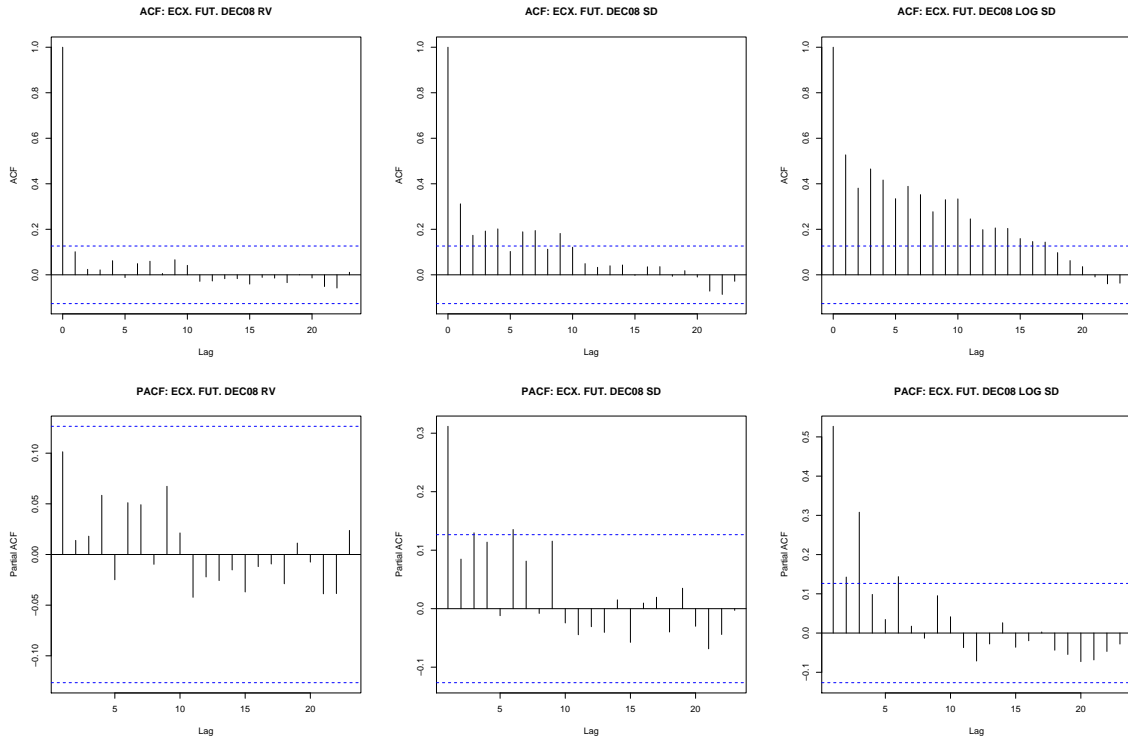 ACF: ECX. FUT. DEC08 RV
ACF
1.0
0.8
0.6
0.4
0.2
0.0
0 5 10 15 20
Lag
ACF: ECX. FUT. DEC08 SD
ACF
1.0
0.8
0.6
0.4
0.2
0.0
0 5 10 15 20
Lag
ACF: ECX. FUT. DEC08 LOG SD
ACF
1.0
0.8
0.6
0.4
0.2
0.0
0 5 10 15 20
Lag
PACF: ECX. FUT. DEC08 RV
Partial ACF
0.10
0.05
0.00
−0.05
−0.10
5 10 15 20
Lag
PACF: ECX. FUT. DEC08 SD
Partial ACF
0.3
0.2
0.1
0.0
−0.1
5 10 15 20
Lag
PACF: ECX. FUT. DEC08 LOG SD
Partial ACF
0.5
0.4
0.3
0.2
0.1
0.0
−0.1
5 10 15 20
Lag